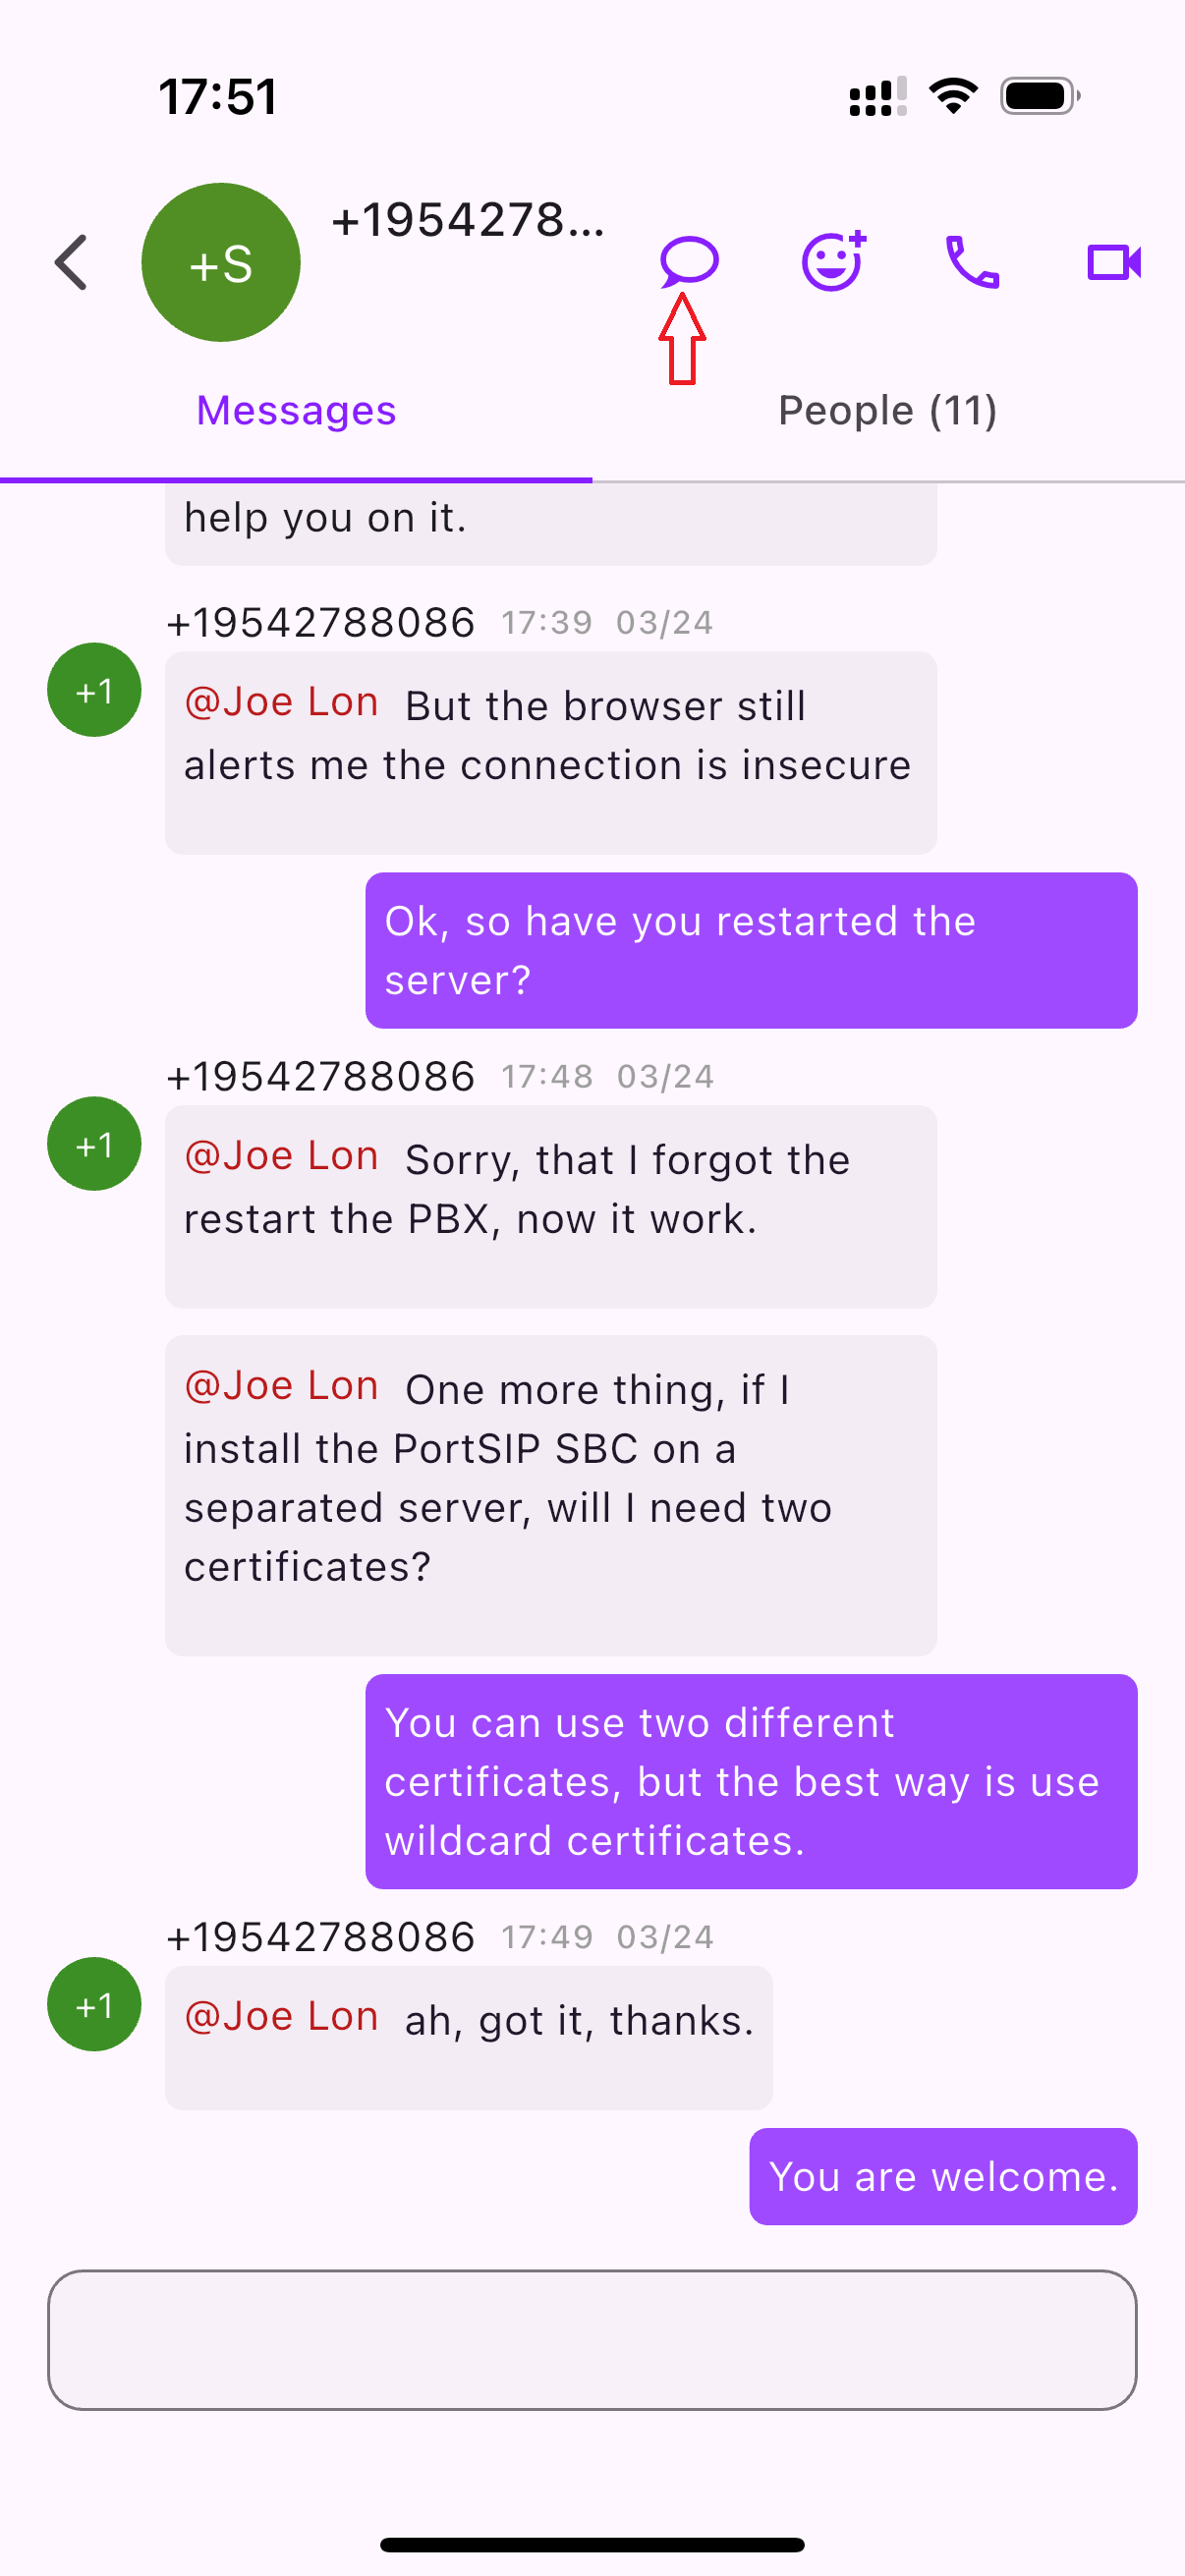 17:51
+S
+1954278...
Messages
People (11)
help you on it.
+19542788086 17:39 03/24
+1
@Joe Lon But the browser still
alerts me the connection is insecure
Ok, so have you restarted the
server?
+19542788086 17:48 03/24
+1
@Joe Lon Sorry, that I forgot the
restart the PBX, now it work.
@Joe Lon One more thing, if I
install the PortSIP SBC on a
separated server, will I need two
certificates?
You can use two different
certificates, but the best way is use
wildcard certificates.
+19542788086 17:49 03/24
+1
@Joe Lon ah, got it, thanks.
You are welcome.